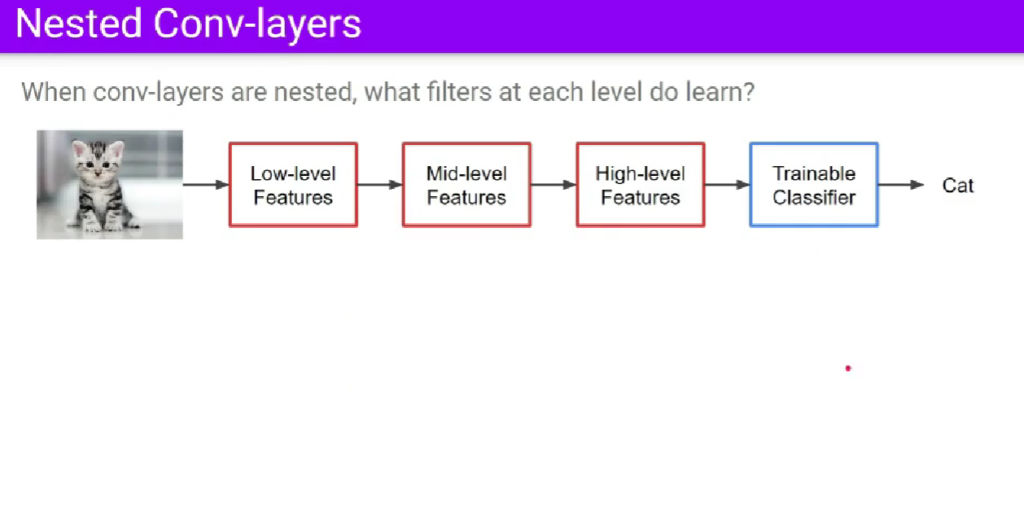 Nested Conv-layers
When conv-layers are nested, what filters at each level do learn?
Low-level
Features
Mid-level
Features
High-level
Features
Trainable
Classifier
Cat